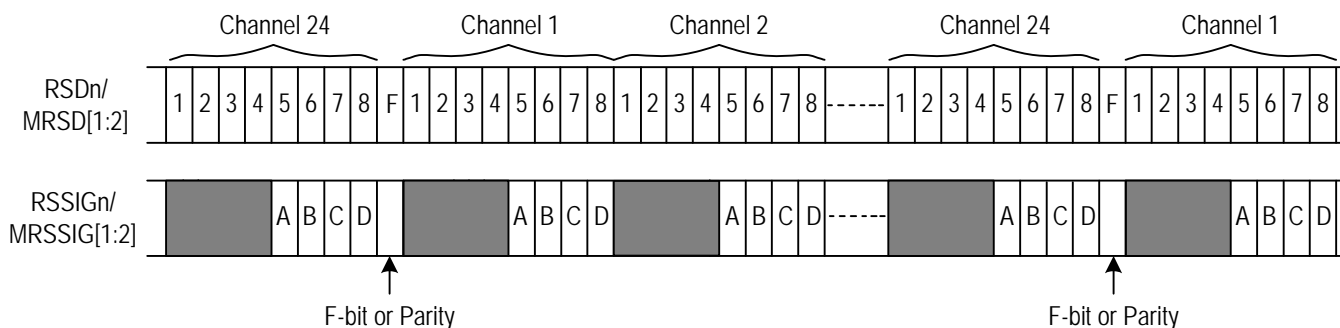 Channel 24 Channel 1 Channel 2 Channel 24 Channel 1
RSDn/
MRSD[1:2]
1 2 3 4 5 6 7 8 F 1 2 3 4 5 6 7 8 1 2 3 4 5 6 7 8 ------ 1 2 3 4 5 6 7 8 F 1 2 3 4 5 6 7 8
RSSIGn/
MRSSIG[1:2]
A B C D A B C D A B C D ------ A B C D A B C D
F-bit or Parity F-bit or Parity